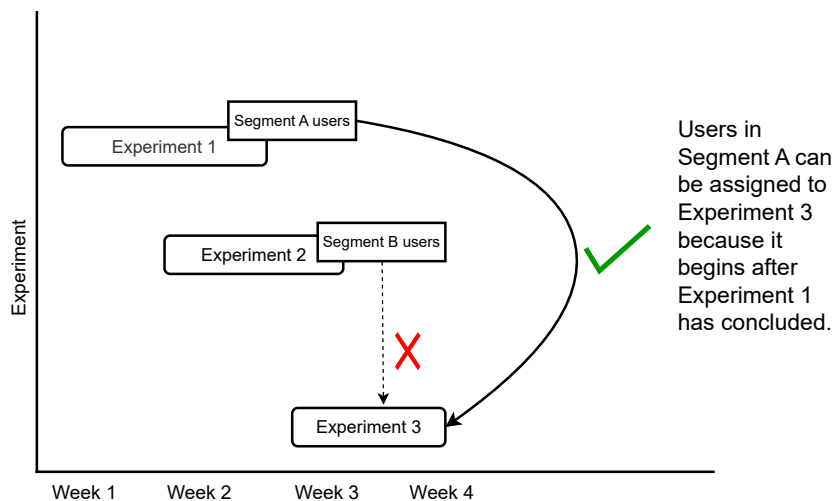 Segment A users
Experiment 1
Users in
Segment A can
be assigned to
Experiment 3
because it
begins after
Experiment 1
has concluded.
Segment B users
Experiment 2
Experiment
Experiment 3
Week 1
Week 2
Week 3
Week 4